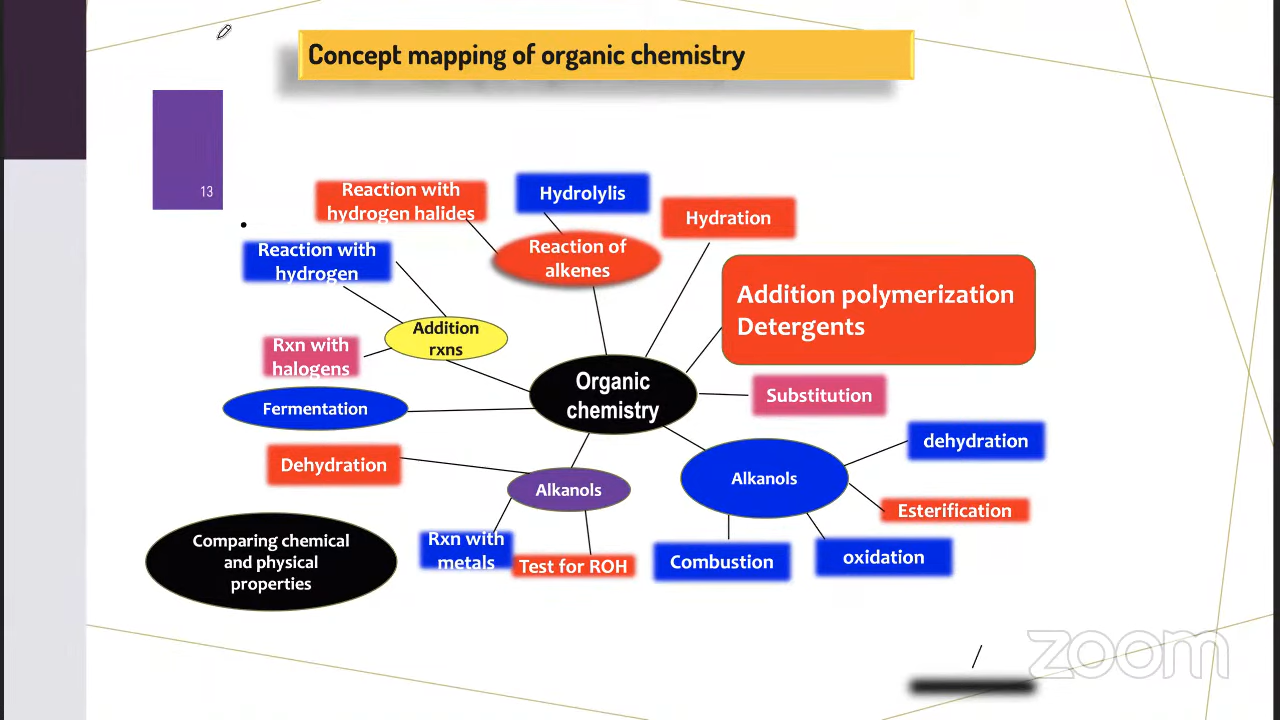 Concept mapping of organic chemistry
13
Reaction with
hydrogen halides
Hydrolylis
Hydration
Reaction of
alkenes
Reaction with
hydrogen
Addition polymerization
Detergents
Addition
rxns
Rxn with
halogens
Organic
chemistry
Substitution
Fermentation
dehydration
Dehydration
Alkanols
Alkanols
Esterification
Comparing chemical
and physical
properties
Rxn with
metals
Test for ROH
Combustion
oxidation
zoom